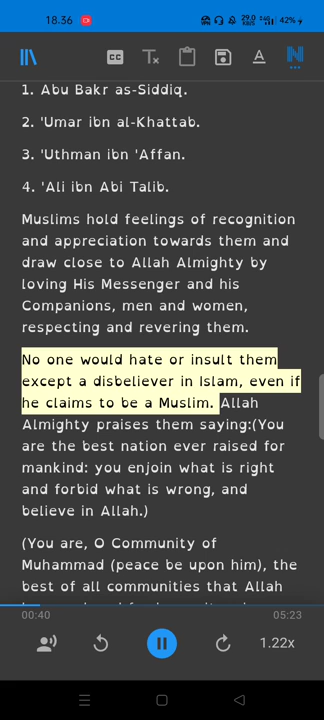 18.36 29.0 KB/S 42%
CC
1. Abu Bakr as-Siddiq.
2. 'Umar ibn al-Khattab.
3. 'Uthman ibn 'Affan.
4. 'Ali ibn Abi Talib.
Muslims hold feelings of recognition
and appreciation towards them and
draw close to Allah Almighty by
loving His Messenger and his
Companions, men and women,
respecting and revering them.
No one would hate or insult them
except a disbeliever in Islam, even if
he claims to be a Muslim. Allah
Almighty praises them saying:(You
are the best nation ever raised for
mankind: you enjoin what is right
and forbid what is wrong, and
believe in Allah.)
(You are, O Community of
Muhammad (peace be upon him), the
best of all communities that Allah
00:40 05:23
1.22x